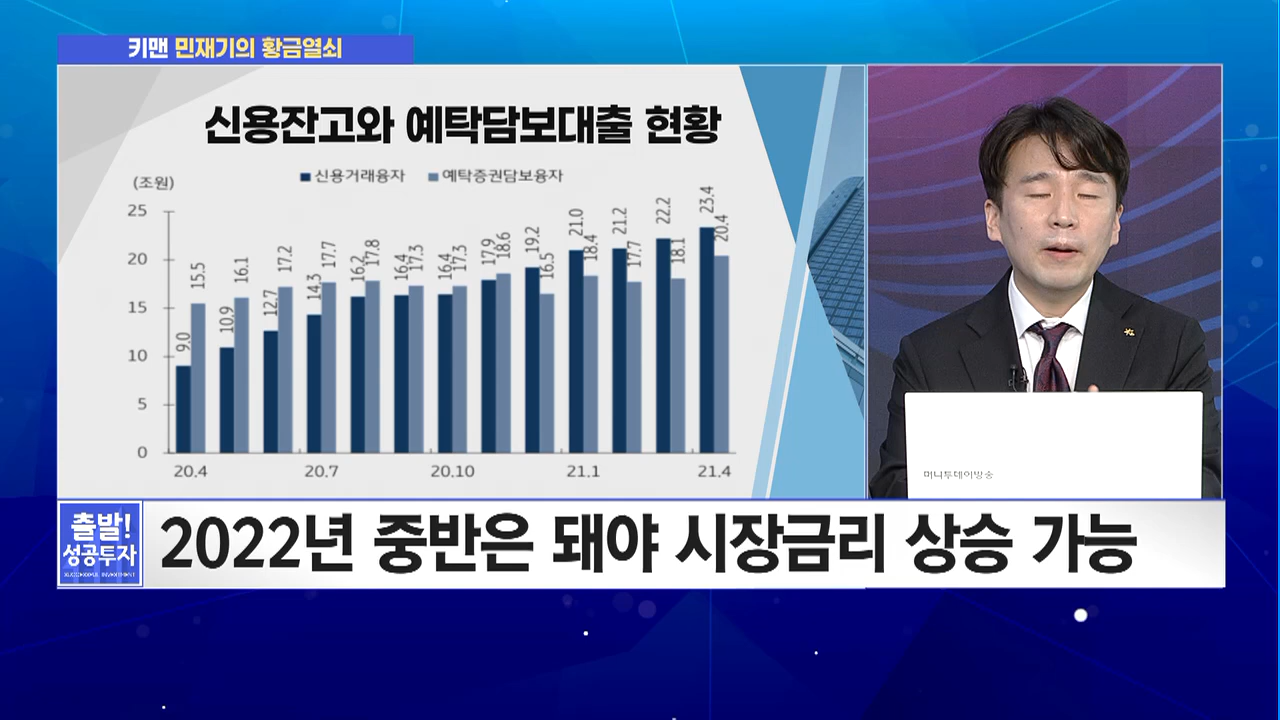 키맨 민재기의 황금열쇠
신용잔고와 예탁담보대출 현황
(조원)
신용거래융자 예탁증권담보융자
25
20
15
10
5
0
9.0 15.5 10.9 16.1 12.7 17.2 14.3 17.7 16.2 17.8 16.4 17.3 16.4 17.3 17.9 18.6 19.2 16.5 21.0 18.4 21.2 17.7 22.2 18.1 23.4 20.4
20.4 20.7 20.10 21.1 21.4
머니투데이방송
출발!
성공투자
SUCCESSFUL INVESTMENT
2022년 중반은 돼야 시장금리 상승 가능